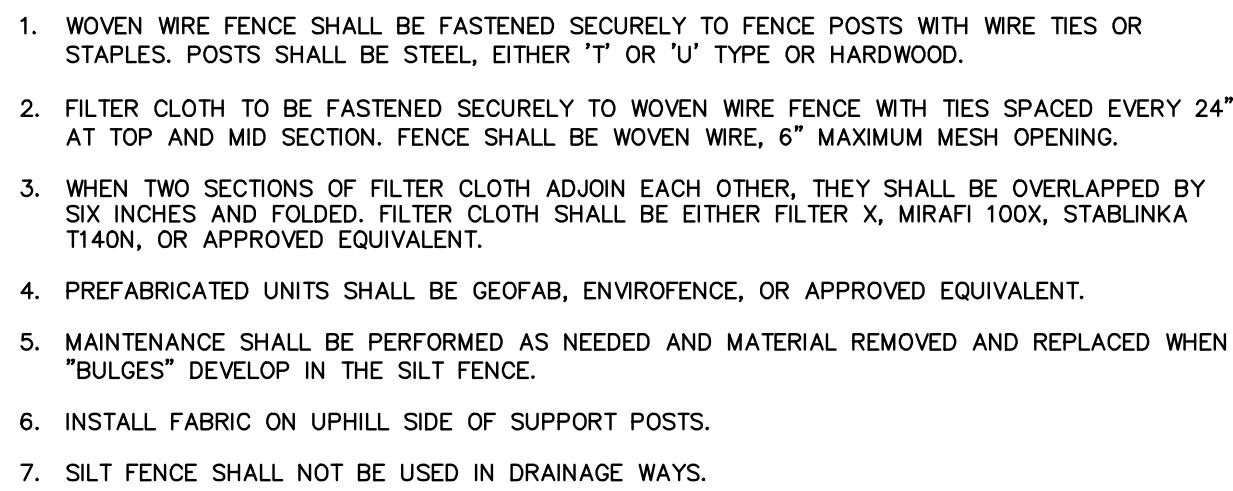 1. WOVEN WIRE FENCE SHALL BE FASTENED SECURELY TO FENCE POSTS WITH WIRE TIES OR
STAPLES. POSTS SHALL BE STEEL, EITHER 'T' OR 'U' TYPE OR HARDWOOD.
2. FILTER CLOTH TO BE FASTENED SECURELY TO WOVEN WIRE FENCE WITH TIES SPACED EVERY 24"
AT TOP AND MID SECTION. FENCE SHALL BE WOVEN WIRE, 6" MAXIMUM MESH OPENING.
3. WHEN TWO SECTIONS OF FILTER CLOTH ADJOIN EACH OTHER, THEY SHALL BE OVERLAPPED BY
SIX INCHES AND FOLDED. FILTER CLOTH SHALL BE EITHER FILTER X, MIRAFI 100X, STABLINKA
T140N, OR APPROVED EQUIVALENT.
4. PREFABRICATED UNITS SHALL BE GEOFAB, ENVIROFENCE, OR APPROVED EQUIVALENT.
5. MAINTENANCE SHALL BE PERFORMED AS NEEDED AND MATERIAL REMOVED AND REPLACED WHEN
"BULGES" DEVELOP IN THE SILT FENCE.
6. INSTALL FABRIC ON UPHILL SIDE OF SUPPORT POSTS.
7. SILT FENCE SHALL NOT BE USED IN DRAINAGE WAYS.